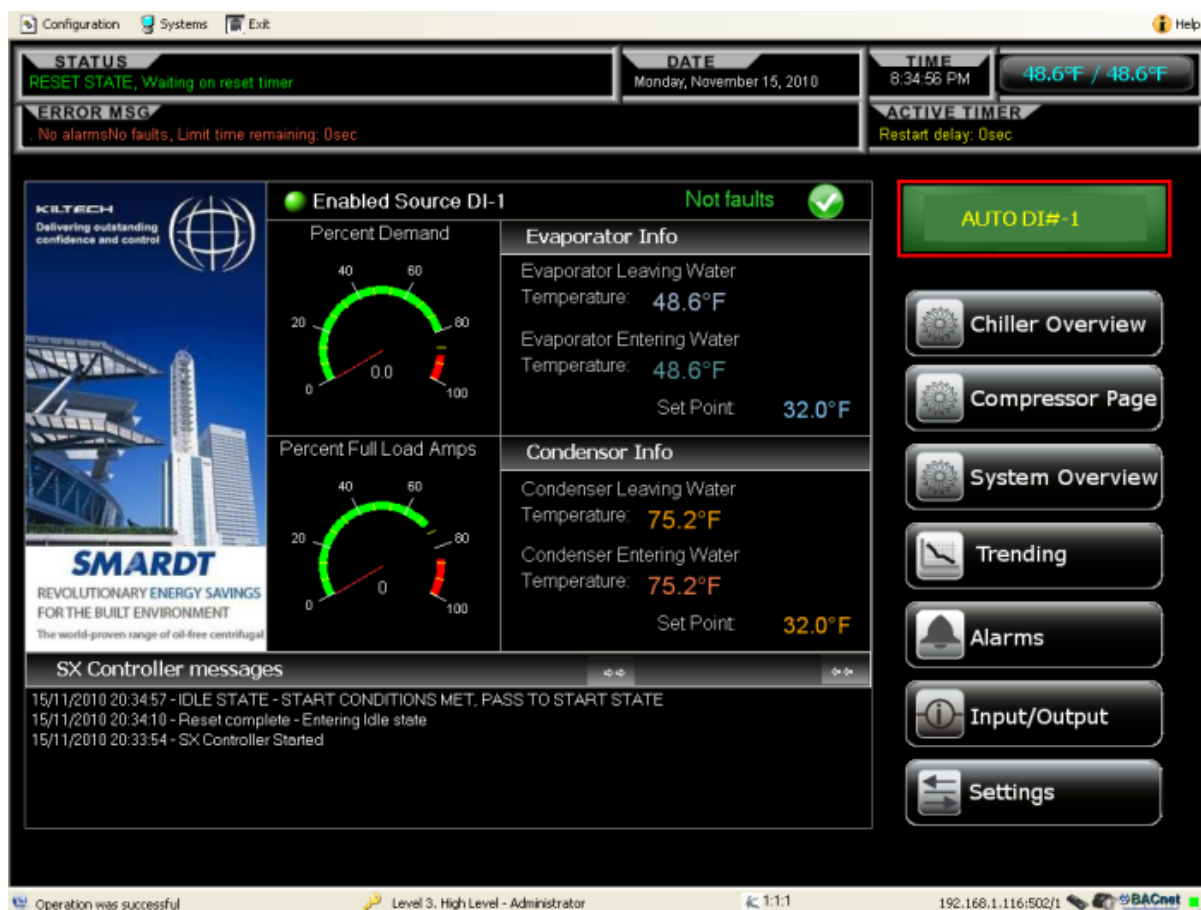 Configuration Systems Exit Help
STATUS
RESET STATE, Waiting on reset timer
DATE
Monday, November 15, 2010
TIME
8:34:56 PM
48.6°F / 48.6°F
ERROR MSG
. No alarmsNo faults, Limit time remaining: 0sec
ACTIVE TIMER
Restart delay: 0sec
KILTECH
Delivering outstanding
confidence and control
SMARDT
REVOLUTIONARY ENERGY SAVINGS
FOR THE BUILT ENVIRONMENT
The world-proven range of oil-free centrifugal
Enabled Source DI-1
Not faults
Percent Demand
0
20
40
60
80
100
0.0
Evaporator Info
Evaporator Leaving Water
Temperature: 48.6°F
Evaporator Entering Water
Temperature: 48.6°F
Set Point: 32.0°F
Percent Full Load Amps
0
20
40
60
80
100
0
Condensor Info
Condenser Leaving Water
Temperature: 75.2°F
Condenser Entering Water
Temperature: 75.2°F
Set Point: 32.0°F
SX Controller messages
15/11/2010 20:34:57 - IDLE STATE - START CONDITIONS MET, PASS TO START STATE
15/11/2010 20:34:10 - Reset complete - Entering Idle state
15/11/2010 20:33:54 - SX Controller Started
AUTO DI#-1
Chiller Overview
Compressor Page
System Overview
Trending
Alarms
Input/Output
Settings
Operation was successful Level 3. High Level - Administrator 1:1:1 192.168.1.116:502/1 BACnet